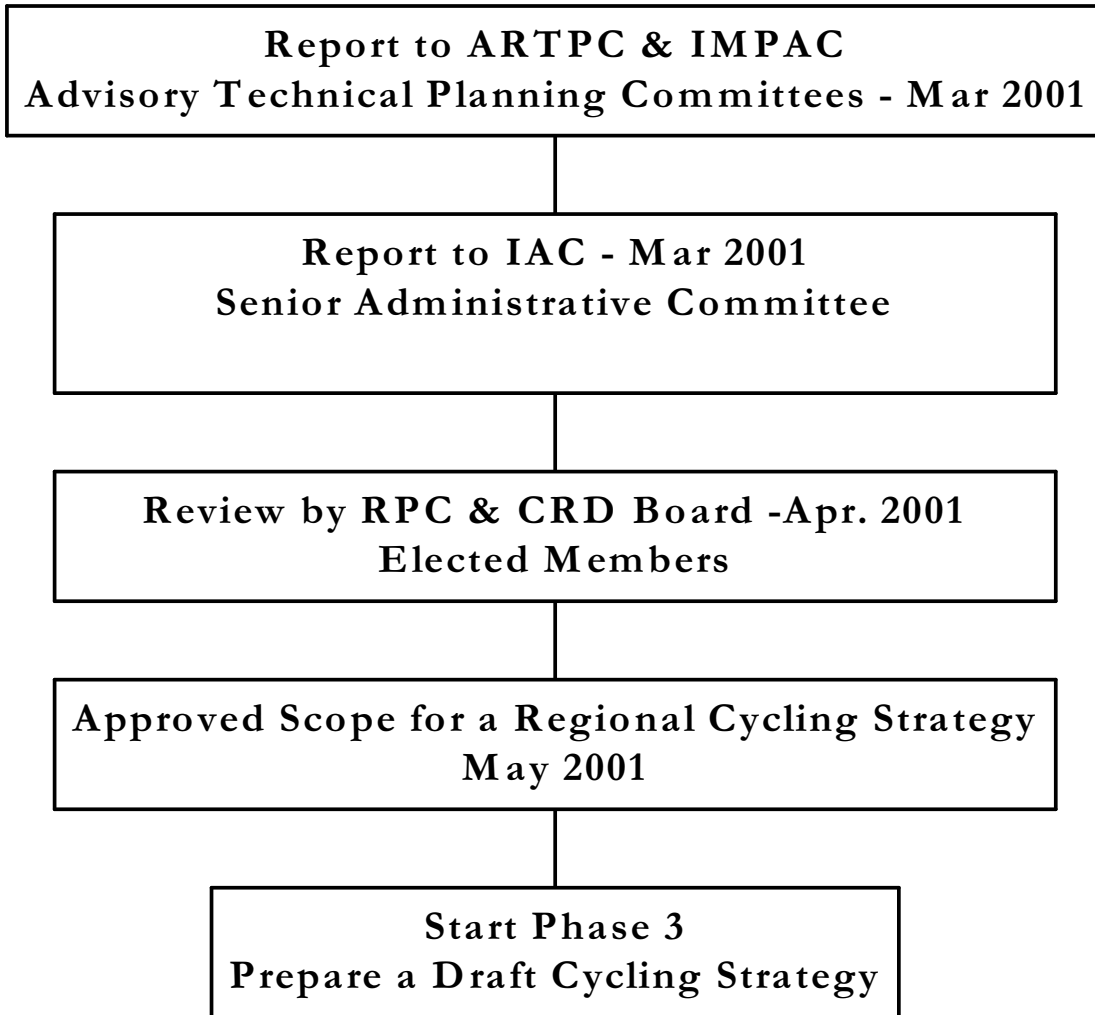 Report to ARTPC & IMPAC
Advisory Technical Planning Committees - Mar 2001
Report to IAC - Mar 2001
Senior Administrative Committee
Review by RPC & CRD Board -Apr. 2001
Elected Members
Approved Scope for a Regional Cycling Strategy
May 2001
Start Phase 3
Prepare a Draft Cycling Strategy